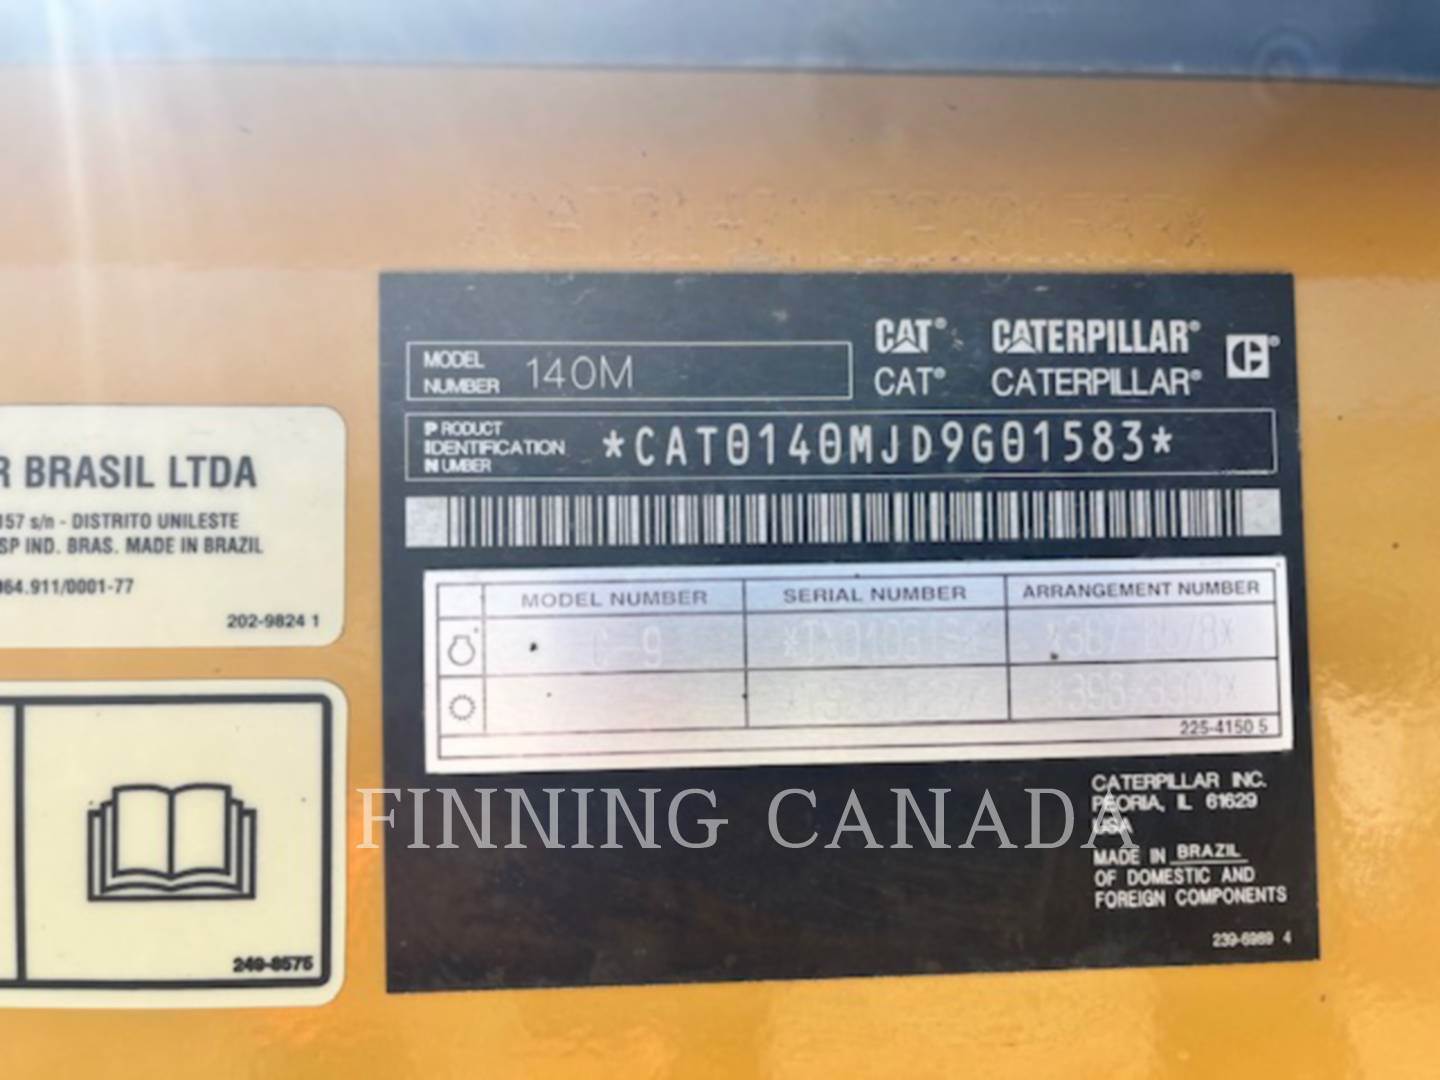 MODEL NUMBER 140M
CAT® CATERPILLAR®
CAT® CATERPILLAR®
PRODUCT IDENTIFICATION NUMBER *CAT0140MJD9G01583*
MODEL NUMBER SERIAL NUMBER ARRANGEMENT NUMBER
C-9
225-4150 5
CATERPILLAR INC.
PEORIA, IL 61629
USA
MADE IN BRAZIL
OF DOMESTIC AND
FOREIGN COMPONENTS
239-6989 4
R BRASIL LTDA
157 s/n - DISTRITO UNILESTE
SP IND. BRAS. MADE IN BRAZIL
064.911/0001-77
202-9824 1
249-8575
FINNING CANADA